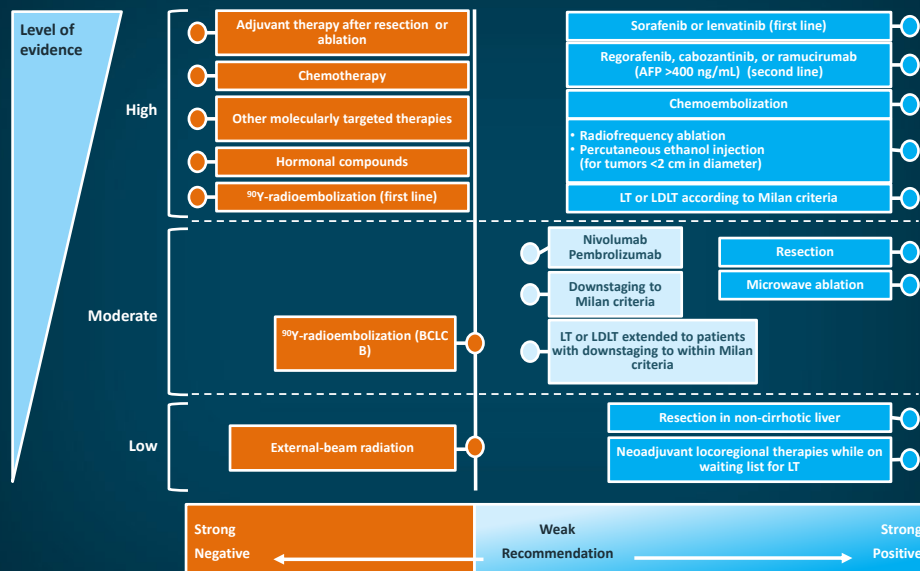 Level of
evidence
High
Adjuvant therapy after resection or
ablation
Chemotherapy
Other molecularly targeted therapies
Hormonal compounds
⁹⁰Y-radioembolization (first line)
Sorafenib or lenvatinib (first line)
Regorafenib, cabozantinib, or ramucirumab
(AFP >400 ng/mL) (second line)
Chemoembolization
• Radiofrequency ablation
• Percutaneous ethanol injection
(for tumors <2 cm in diameter)
LT or LDLT according to Milan criteria
Moderate
⁹⁰Y-radioembolization (BCLC
B)
Nivolumab
Pembrolizumab
Downstaging to
Milan criteria
LT or LDLT extended to patients
with downstaging to within Milan
criteria
Resection
Microwave ablation
Low
External-beam radiation
Resection in non-cirrhotic liver
Neoadjuvant locoregional therapies while on
waiting list for LT
Strong
Negative
Weak
Recommendation
Strong
Positive